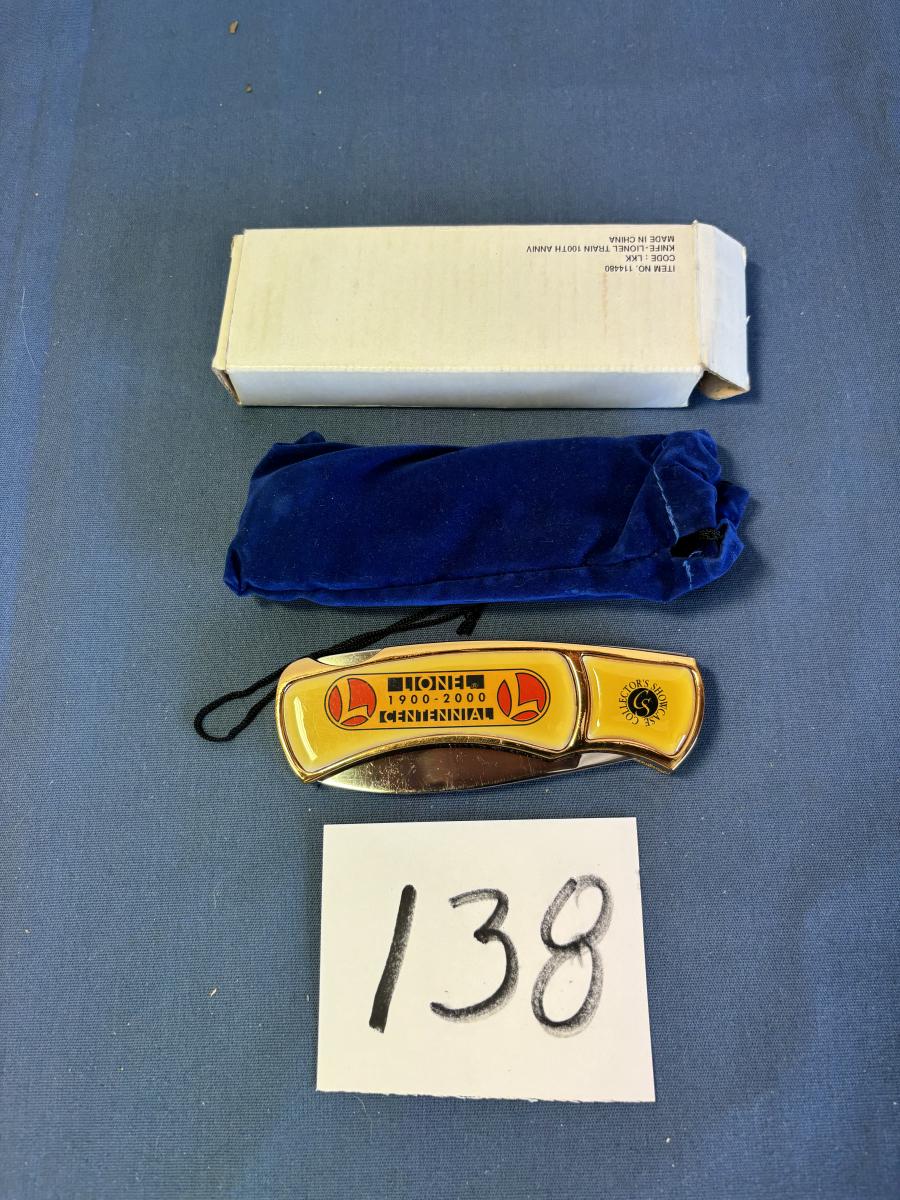 ITEM NO. 114480
CODE : LKK
KNIFE-LIONEL TRAIN 100TH ANNIV
MADE IN CHINA
L
LIONEL
1900-2000
CENTENNIAL
L
COLLECTOR'S SHOWCASE
CS
138